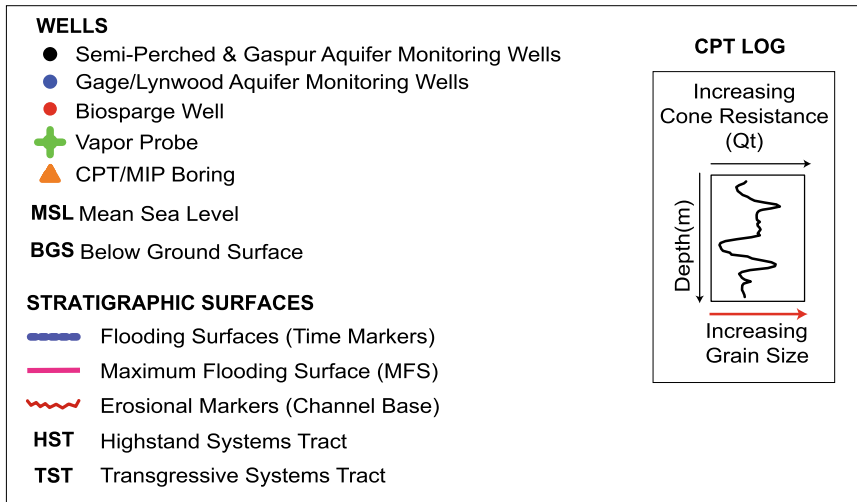 WELLS
Semi-Perched & Gaspur Aquifer Monitoring Wells
Gage/Lynwood Aquifer Monitoring Wells
Biosparge Well
Vapor Probe
CPT/MIP Boring
MSL Mean Sea Level
BGS Below Ground Surface
STRATIGRAPHIC SURFACES
Flooding Surfaces (Time Markers)
Maximum Flooding Surface (MFS)
Erosional Markers (Channel Base)
HST Highstand Systems Tract
TST Transgressive Systems Tract
CPT LOG
Increasing
Cone Resistance
(Qt)
Depth(m)
Increasing
Grain Size